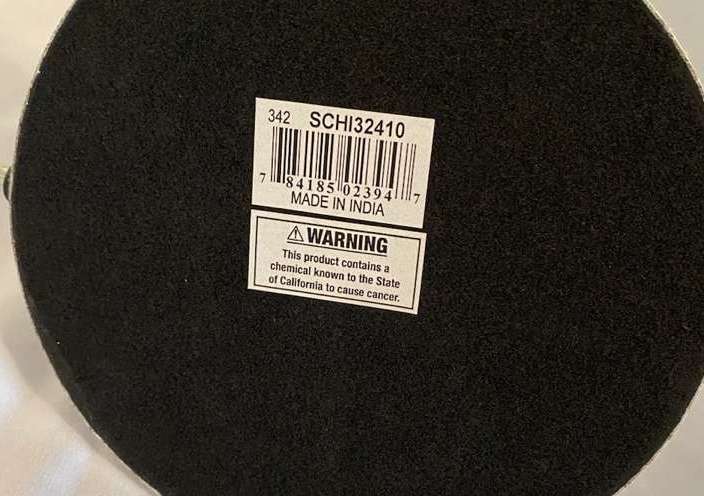 342 SCHI32410
7 84185 02394 7
MADE IN INDIA
⚠ WARNING
This product contains a
chemical known to the State
of California to cause cancer.